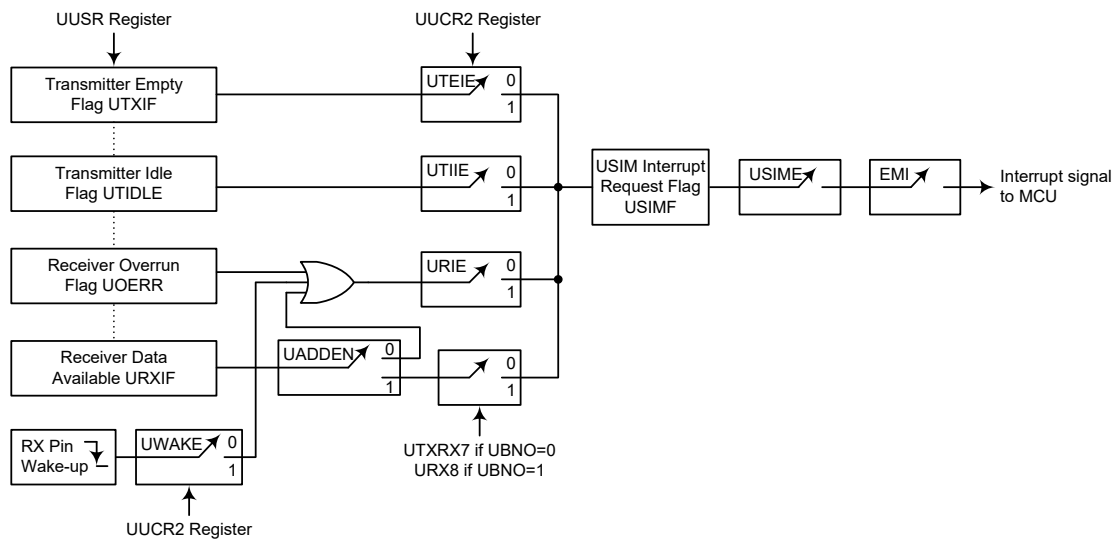 UUSR Register
UUCR2 Register
Transmitter Empty
Flag UTXIF
UTEIE
0
1
Transmitter Idle
Flag UTIDLE
UTIIE
0
1
USIM Interrupt
Request Flag
USIMF
USIME
EMI
Interrupt signal
to MCU
Receiver Overrun
Flag UOERR
URIE
0
1
Receiver Data
Available URXIF
UADDEN
0
1
0
1
RX Pin
Wake-up
UWAKE
0
1
UTXRX7 if UBNO=0
URX8 if UBNO=1
UUCR2 Register